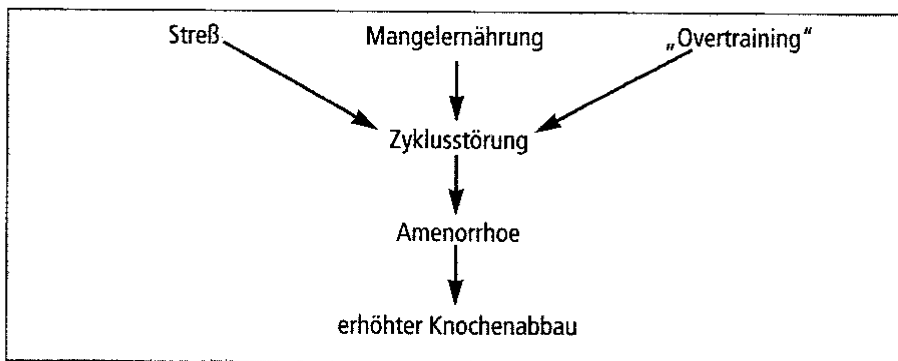 Streß Mangelernährung „Overtraining“
Zyklusstörung
Amenorrhoe
erhöhter Knochenabbau